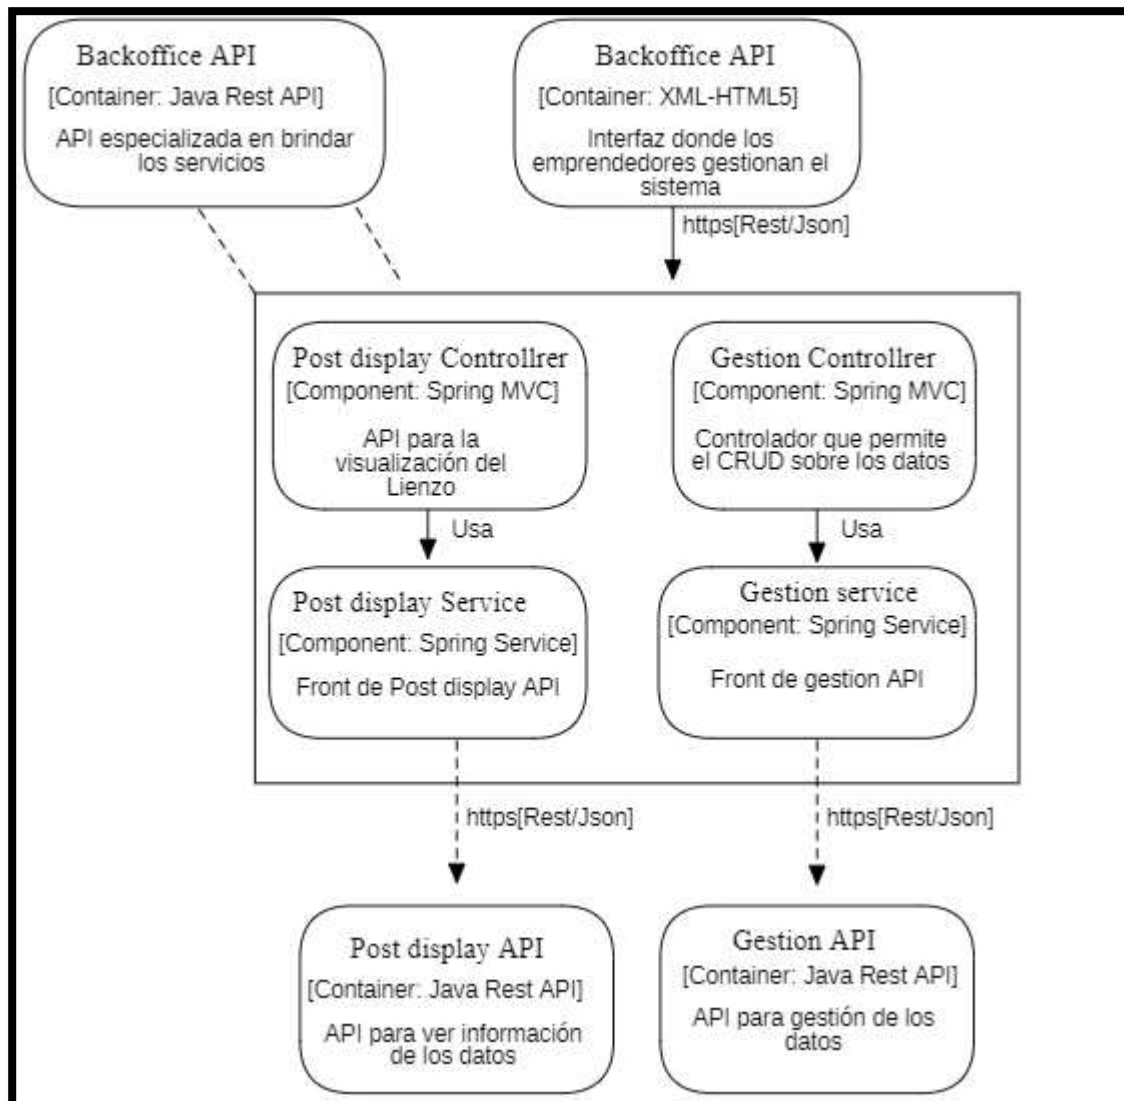 Backoffice API
[Container: Java Rest API]
API especializada en brindar
los servicios
Backoffice API
[Container: XML-HTML5]
Interfaz donde los
emprendedores gestionan el
sistema
https[Rest/Json]
Post display Controllrer
[Component: Spring MVC]
API para la
visualización del
Lienzo
Usa
Gestion Controllrer
[Component: Spring MVC]
Controlador que permite
el CRUD sobre los datos
Usa
Post display Service
[Component: Spring Service]
Front de Post display API
Gestion service
[Component: Spring Service]
Front de gestion API
https[Rest/Json]
https[Rest/Json]
Post display API
[Container: Java Rest API]
API para ver información
de los datos
Gestion API
[Container: Java Rest API]
API para gestión de los
datos